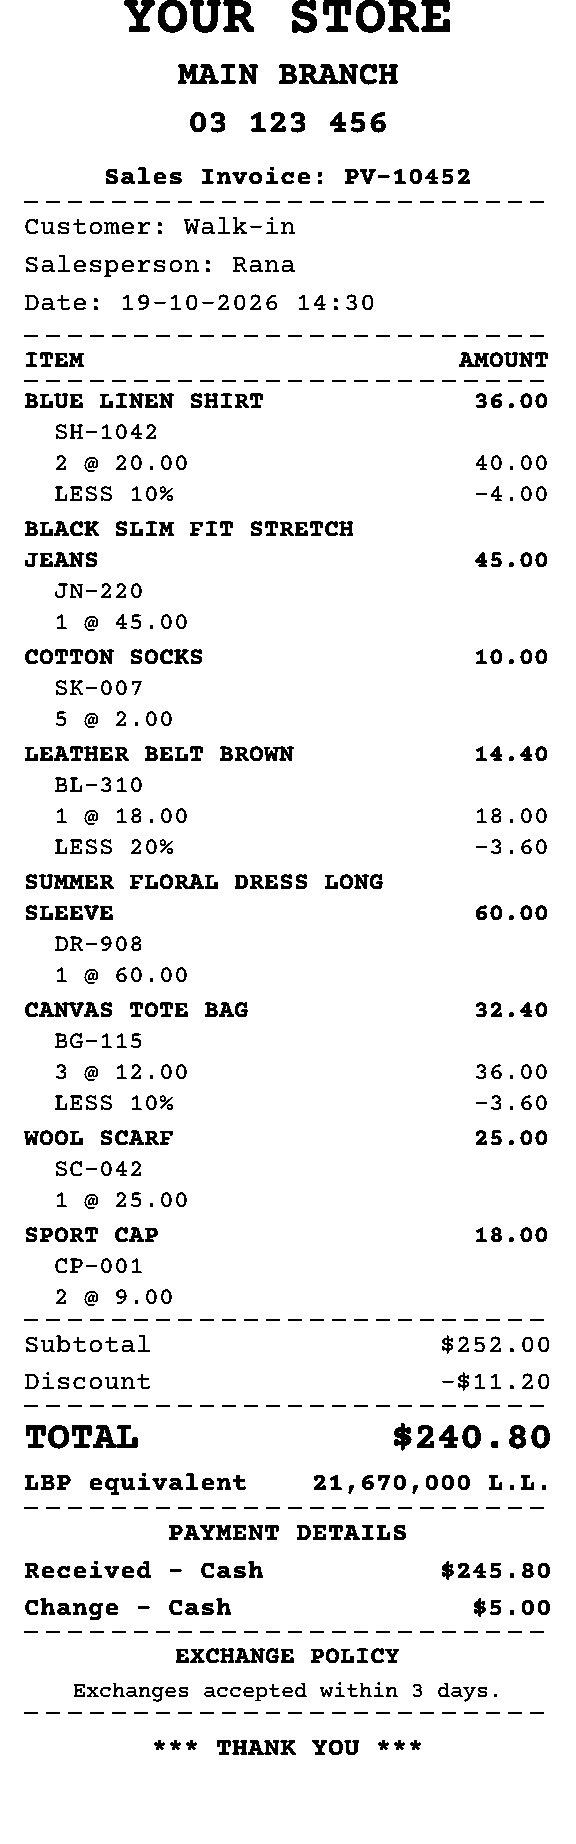 YOUR STORE
MAIN BRANCH
03 123 456
Sales Invoice: PV-10452
Customer: Walk-in
Salesperson: Rana
Date: 19-10-2026 14:30
ITEM AMOUNT
BLUE LINEN SHIRT 36.00
SH-1042
2 @ 20.00 40.00
LESS 10% -4.00
BLACK SLIM FIT STRETCH
JEANS 45.00
JN-220
1 @ 45.00
COTTON SOCKS 10.00
SK-007
5 @ 2.00
LEATHER BELT BROWN 14.40
BL-310
1 @ 18.00 18.00
LESS 20% -3.60
SUMMER FLORAL DRESS LONG
SLEEVE 60.00
DR-908
1 @ 60.00
CANVAS TOTE BAG 32.40
BG-115
3 @ 12.00 36.00
LESS 10% -3.60
WOOL SCARF 25.00
SC-042
1 @ 25.00
SPORT CAP 18.00
CP-001
2 @ 9.00
Subtotal $252.00
Discount -$11.20
TOTAL $240.80
LBP equivalent 21,670,000 L.L.
PAYMENT DETAILS
Received - Cash $245.80
Change - Cash $5.00
EXCHANGE POLICY
Exchanges accepted within 3 days.
*** THANK YOU ***